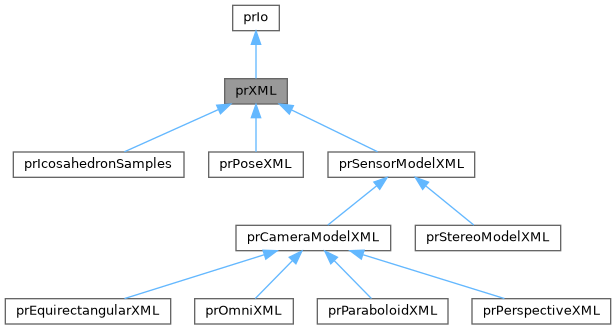 prIo
prXML
prIcosahedronSamples
prPoseXML
prSensorModelXML
prCameraModelXML
prStereoModelXML
prEquirectangularXML
prOmniXML
prParaboloidXML
prPerspectiveXML